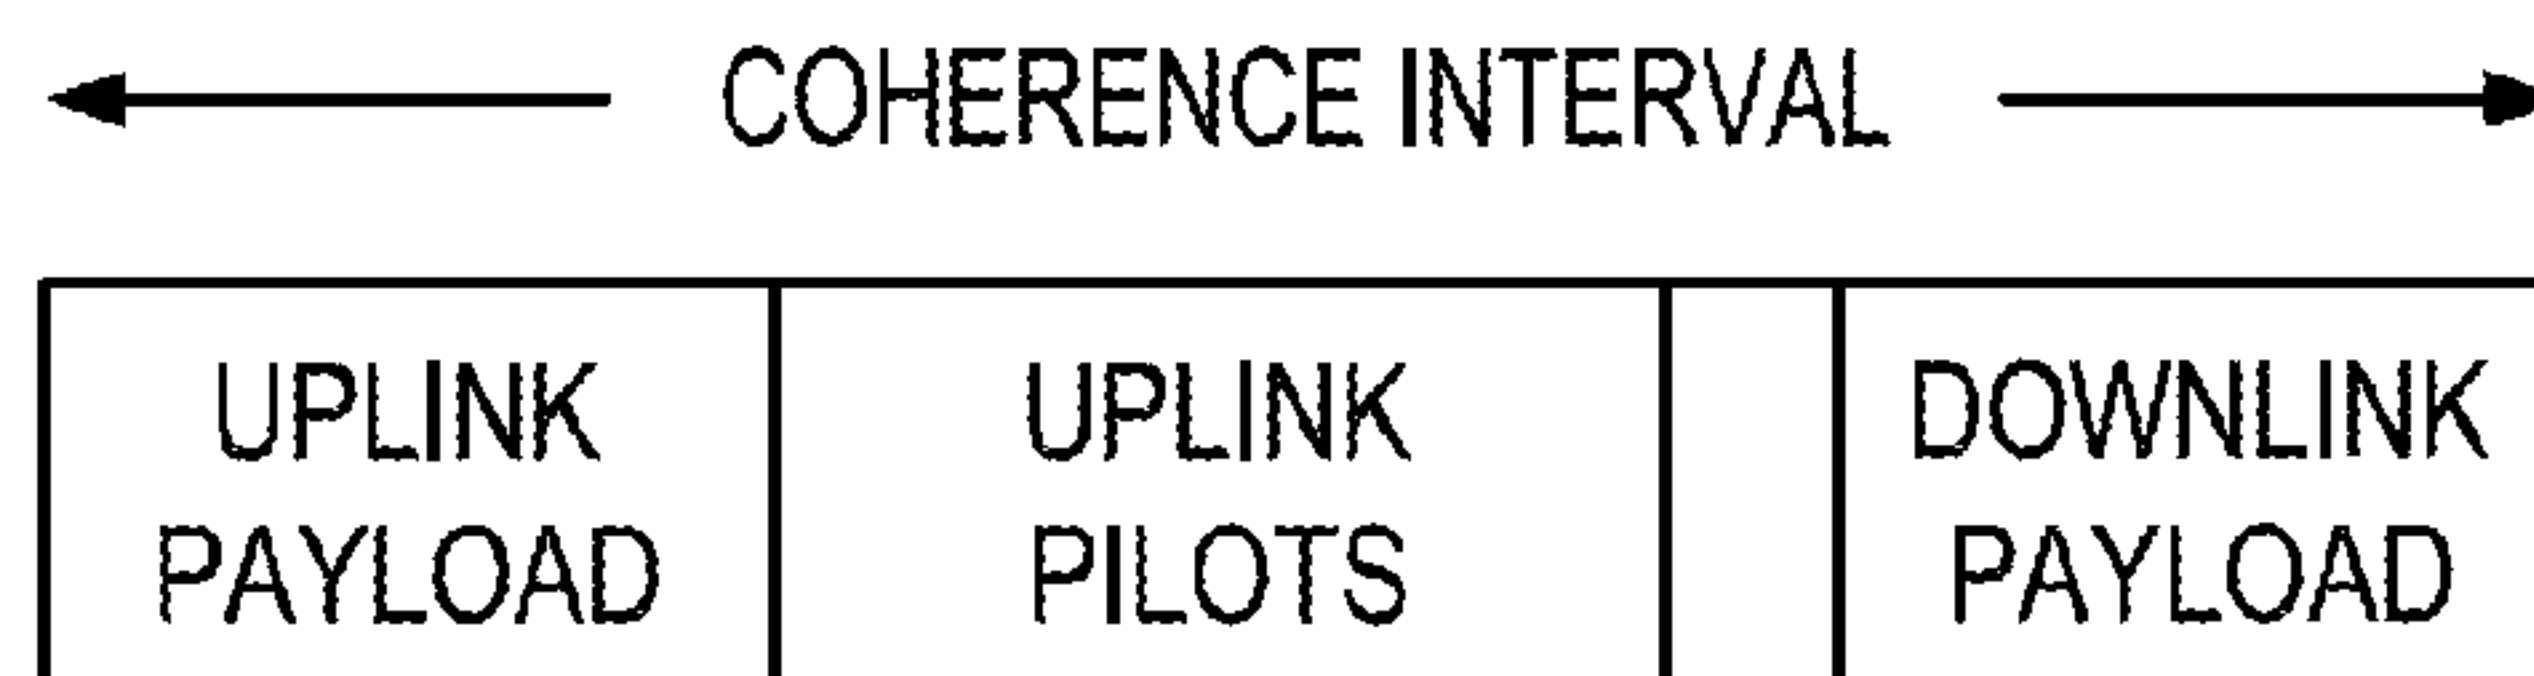 COHERENCE INTERVAL
UPLINK
PAYLOAD
UPLINK
PILOTS
DOWNLINK
PAYLOAD